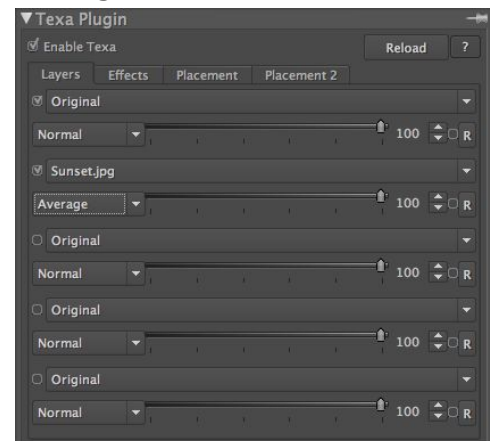 Texa Plugin
Enable Texa
Reload
?
Layers Effects Placement Placement 2
Original
Normal 100 R
Sunset.jpg
Average 100 R
Original
Normal 100 R
Original
Normal 100 R
Original
Normal 100 R